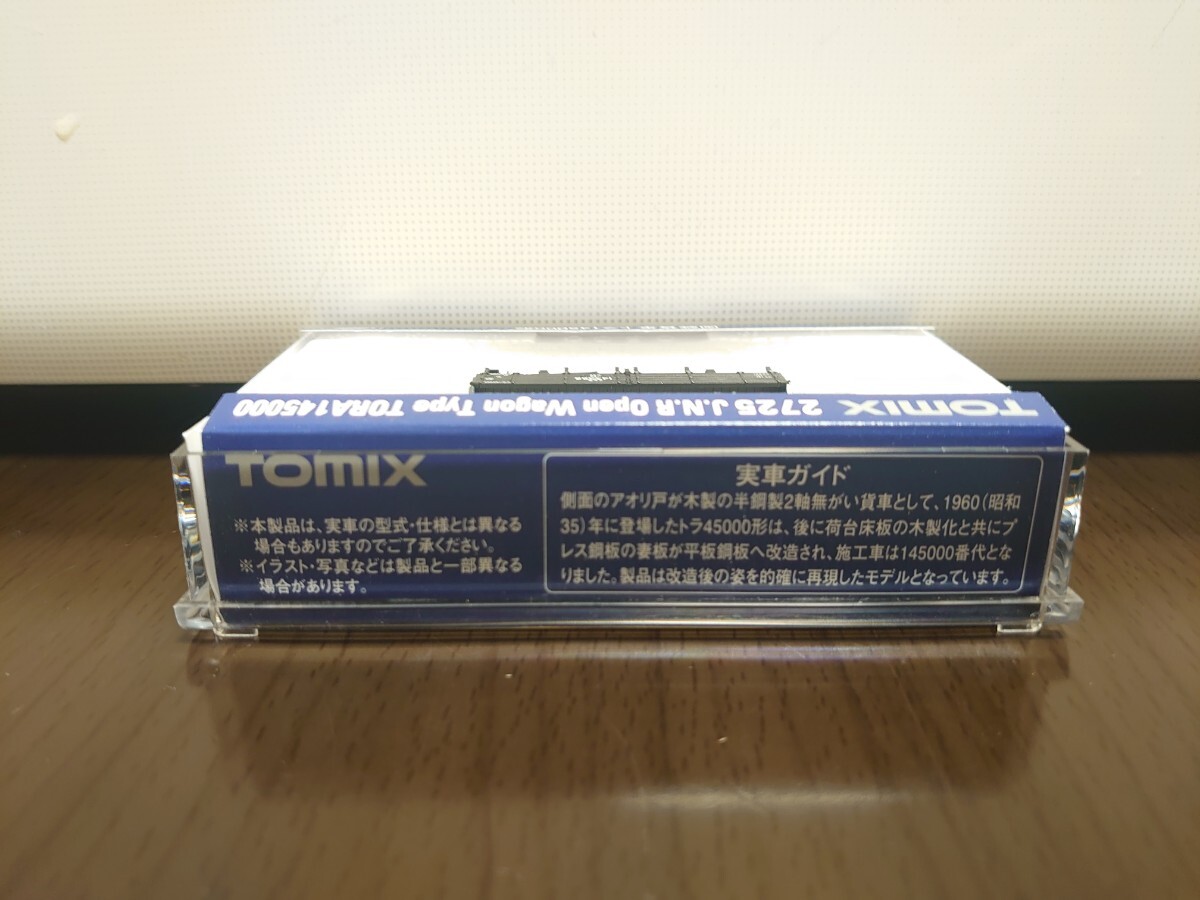 TOMIX 2725 J.N.R Open Wagon Type TORA145000
TOMIX
※本製品は、実車の型式・仕様とは異なる
場合もありますのでご了承ください。
※イラスト・写真などは製品と一部異なる
場合があります。
実車ガイド
側面のアオリ戸が木製の半鋼製2軸無がい貨車として、1960(昭和
35)年に登場したトラ45000形は、後に荷台床板の木製化と共にプ
レス鋼板の妻板が平板鋼板へ改造され、施工車は145000番代とな
りました。製品は改造後の姿を的確に再現したモデルとなっています。